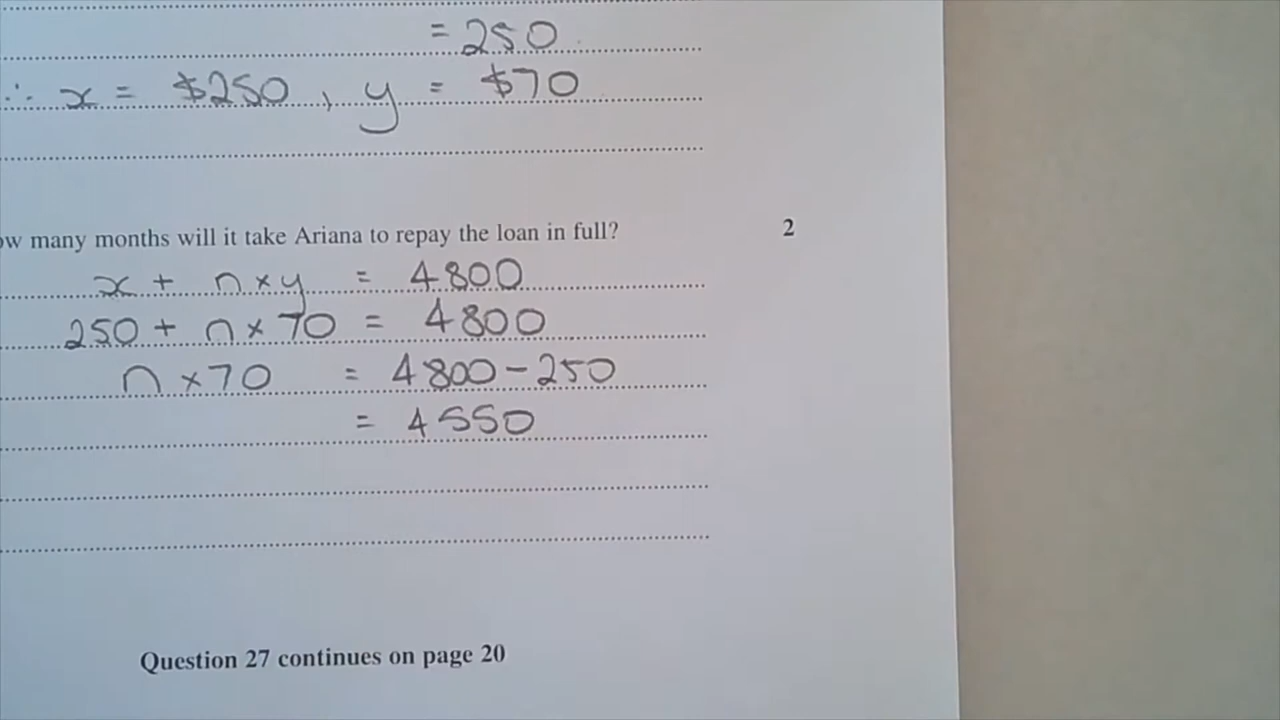 = 250
∴ x = $250, y = $70
ow many months will it take Ariana to repay the loan in full? 2
x + n × y = 4800
250 + n × 70 = 4800
n × 70 = 4800 - 250
= 4550
Question 27 continues on page 20